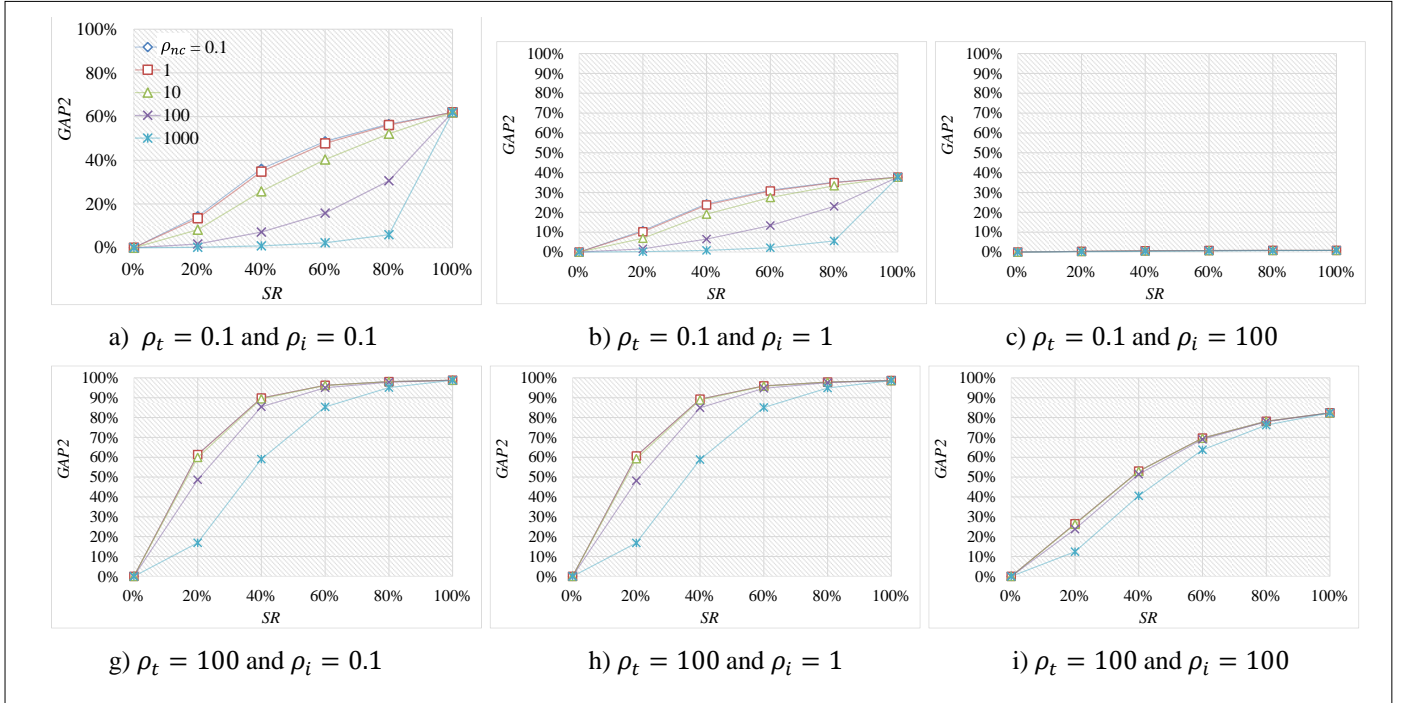 100%
80%
60%
40%
20%
0%
GAP2
ρnc = 0.1
1
10
100
1000
0% 20% 40% 60% 80% 100%
SR
100%
90%
80%
70%
60%
50%
40%
30%
20%
10%
0%
GAP2
0% 20% 40% 60% 80% 100%
SR
100%
90%
80%
70%
60%
50%
40%
30%
20%
10%
0%
GAP2
0% 20% 40% 60% 80% 100%
SR
a) ρt = 0.1 and ρi = 0.1
b) ρt = 0.1 and ρi = 1
c) ρt = 0.1 and ρi = 100
100%
90%
80%
70%
60%
50%
40%
30%
20%
10%
0%
GAP2
0% 20% 40% 60% 80% 100%
SR
100%
90%
80%
70%
60%
50%
40%
30%
20%
10%
0%
GAP2
0% 20% 40% 60% 80% 100%
SR
100%
90%
80%
70%
60%
50%
40%
30%
20%
10%
0%
GAP2
0% 20% 40% 60% 80% 100%
SR
g) ρt = 100 and ρi = 0.1
h) ρt = 100 and ρi = 1
i) ρt = 100 and ρi = 100